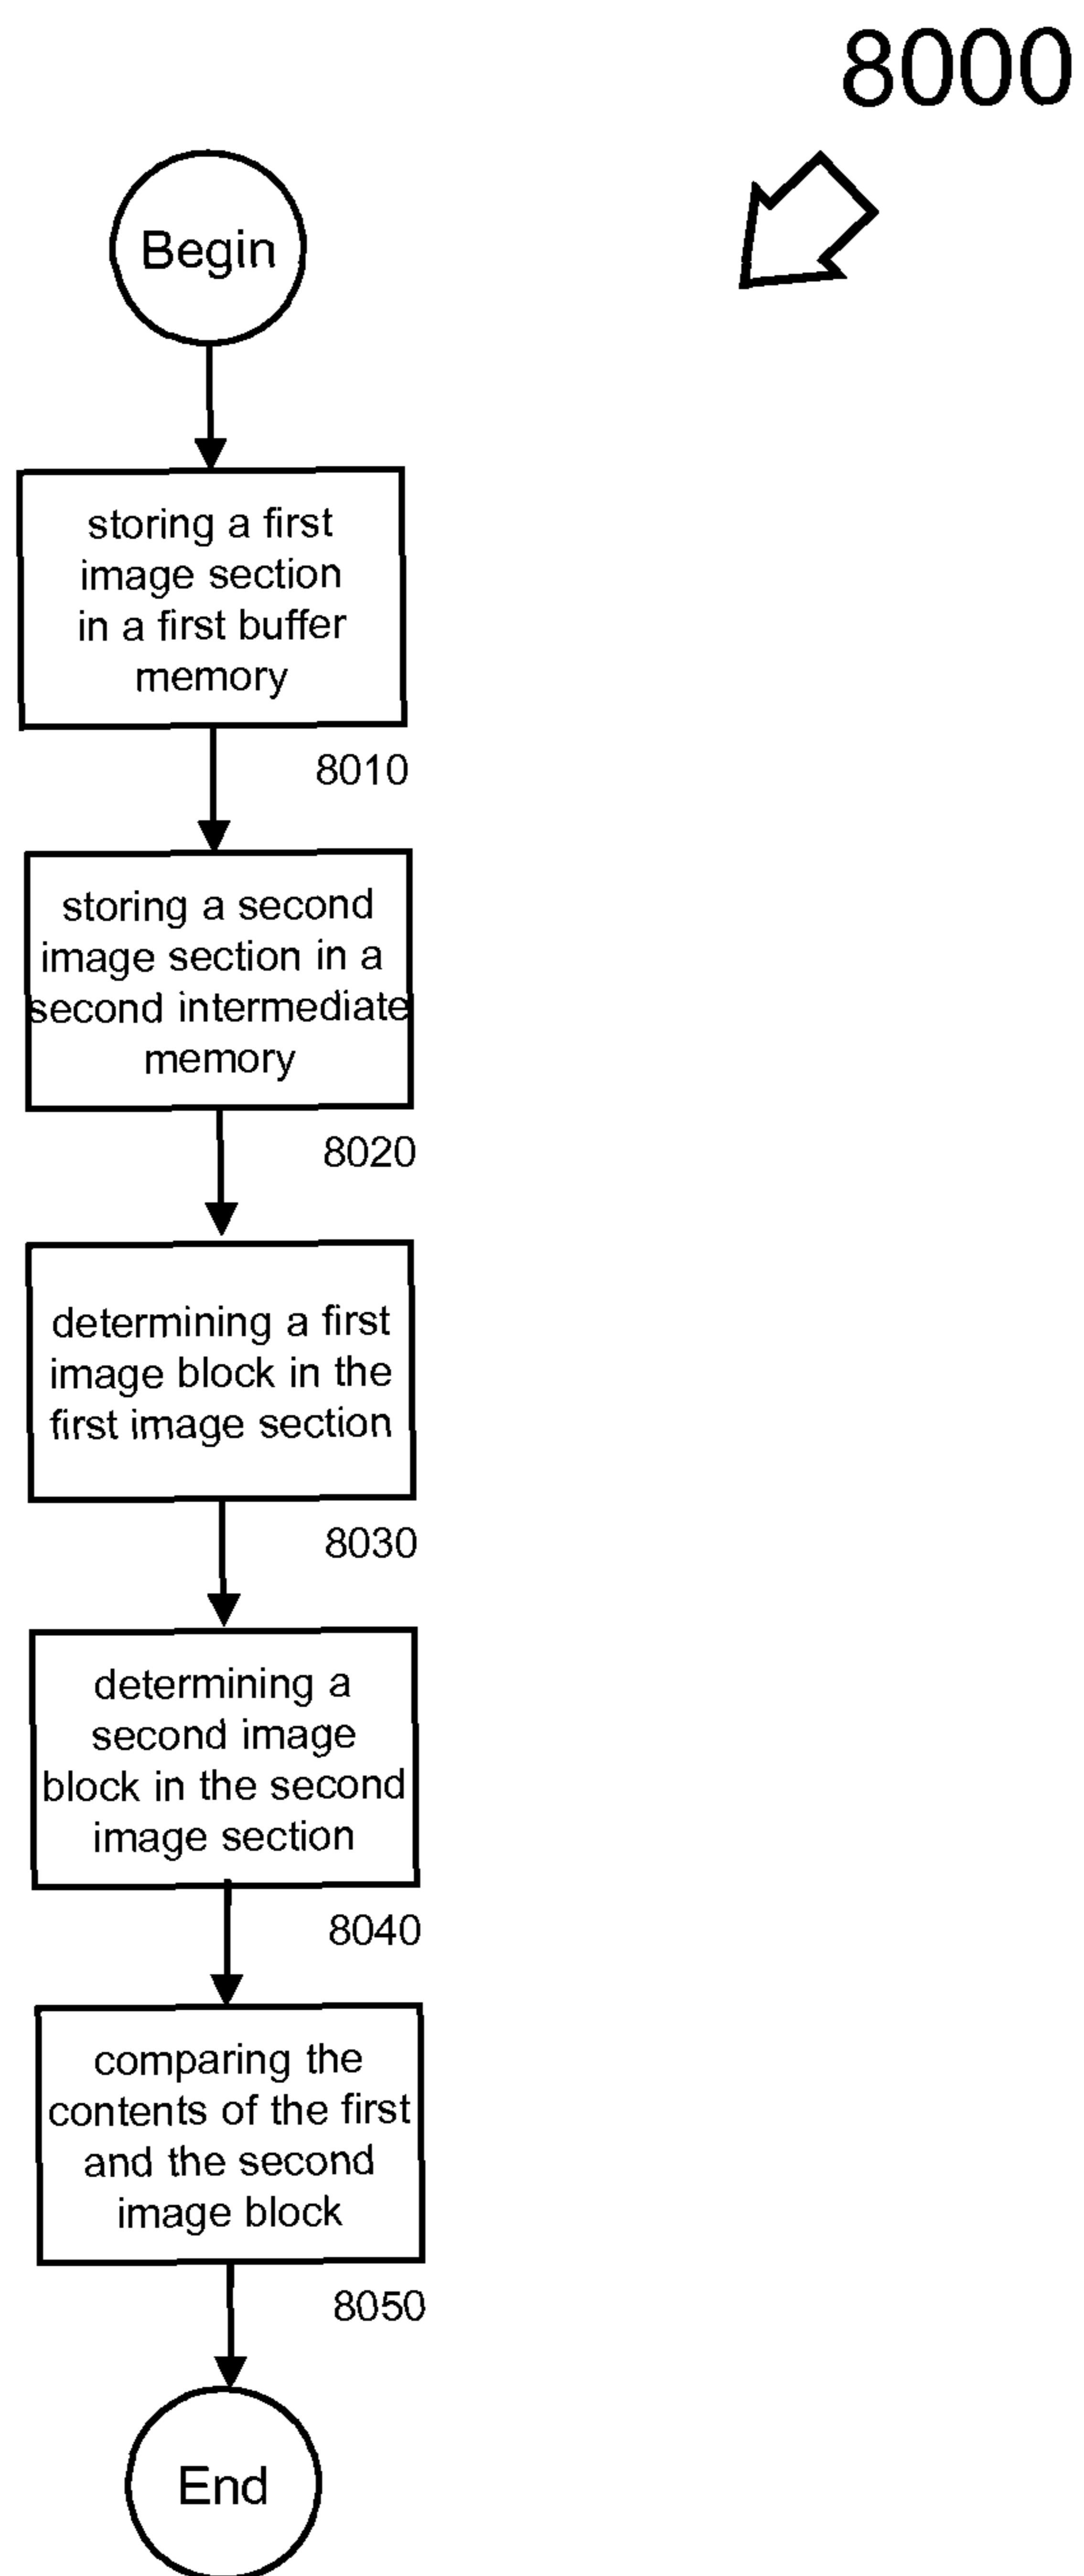 8000
Begin
storing a first
image section
in a first buffer
memory
8010
storing a second
image section in a
second intermediate
memory
8020
determining a first
image block in the
first image section
8030
determining a
second image
block in the second
image section
8040
comparing the
contents of the first
and the second
image block
8050
End